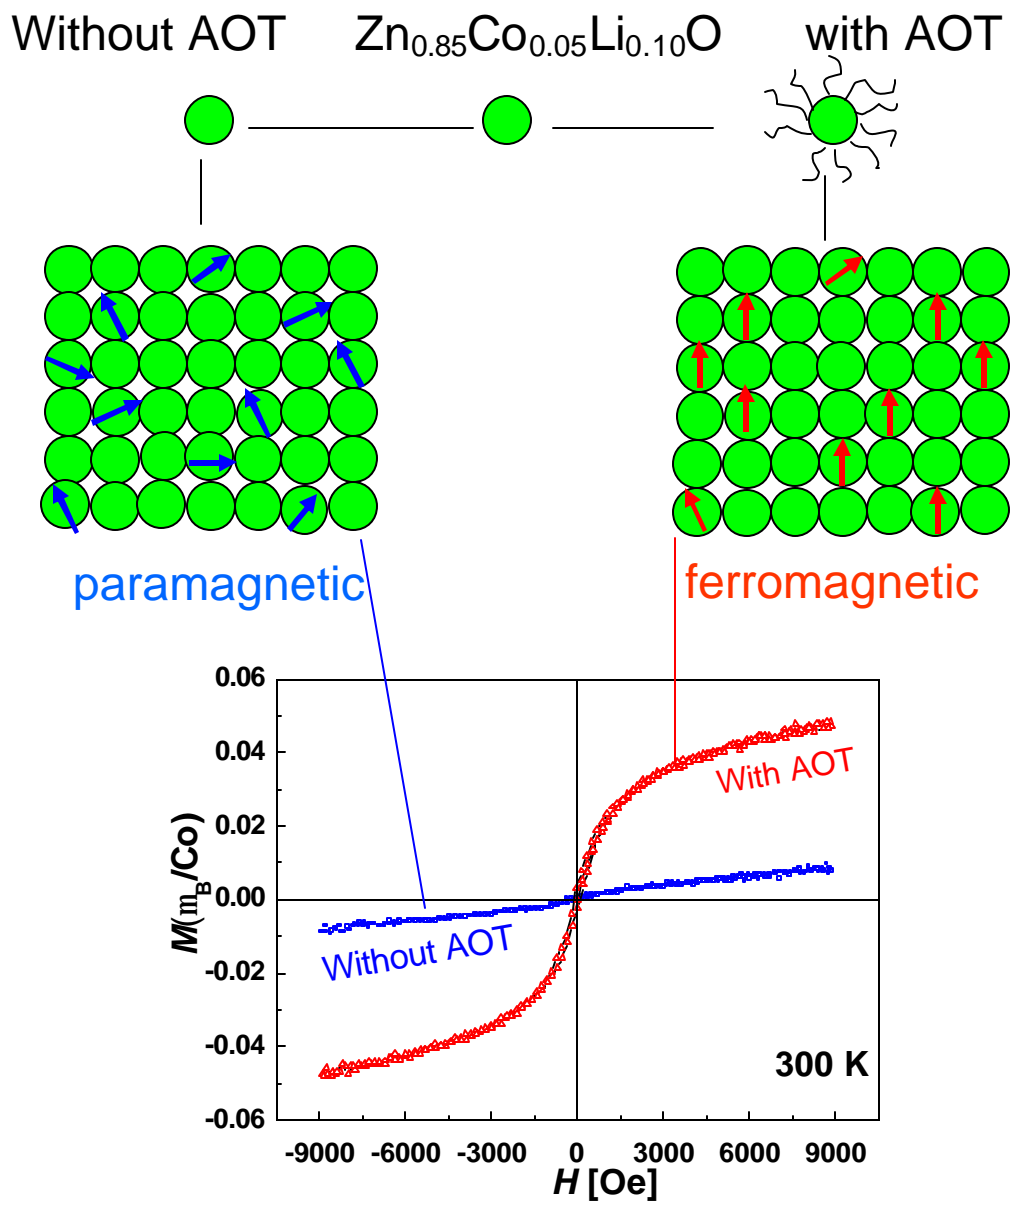 Without AOT Zn0.85Co0.05Li0.10O with AOT
paramagnetic
ferromagnetic
0.06
0.04
0.02
0.00
-0.02
-0.04
-0.06
M(mB/Co)
With AOT
Without AOT
300 K
-9000 -6000 -3000 0 3000 6000 9000
H [Oe]